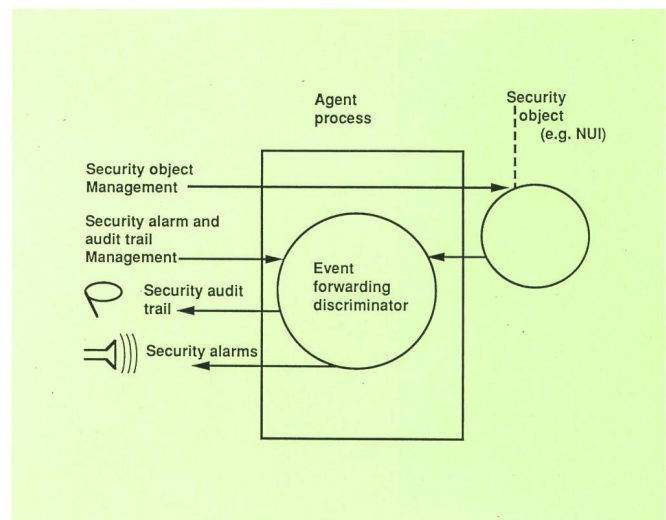 Agent
process
Security
object
(e.g. NUI)
Security object
Management
Security alarm and
audit trail
Management
Event
forwarding
discriminator
Security audit
trail
Security alarms